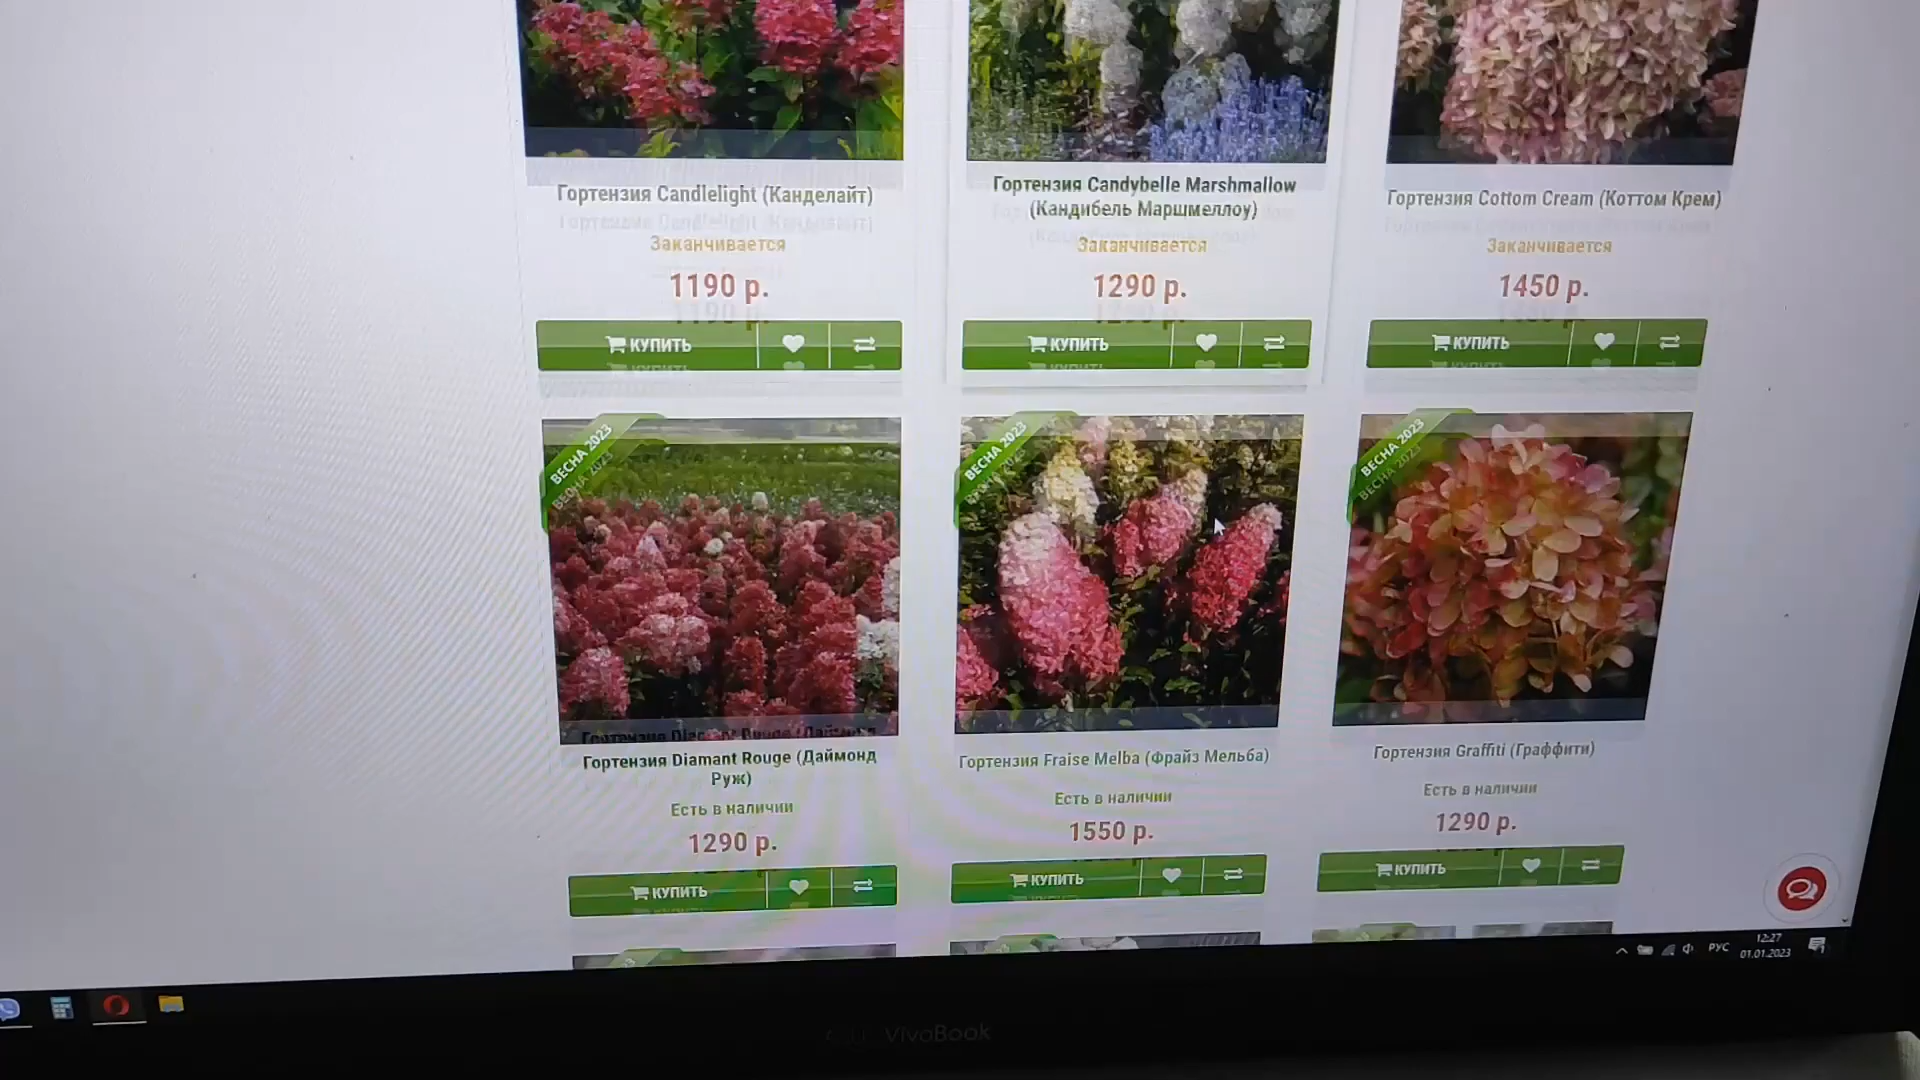 Гортензия Candlelight (Канделайт)
Заканчивается
1190 р.
КУПИТЬ
Гортензия Candybelle Marshmallow
(Кандибель Маршмеллоу)
Заканчивается
1290 р.
КУПИТЬ
Гортензия Cottom Cream (Коттом Крем)
Заканчивается
1450 р.
КУПИТЬ
ВЕСНА 2023
Гортензия Diamant Rouge (Даймонд
Руж)
Есть в наличии
1290 р.
КУПИТЬ
ВЕСНА 2023
Гортензия Fraise Melba (Фрайз Мельба)
Есть в наличии
1550 р.
КУПИТЬ
ВЕСНА 2023
Гортензия Graffiti (Граффити)
Есть в наличии
1290 р.
КУПИТЬ
РУС
12:27
01.01.2023
VivoBook